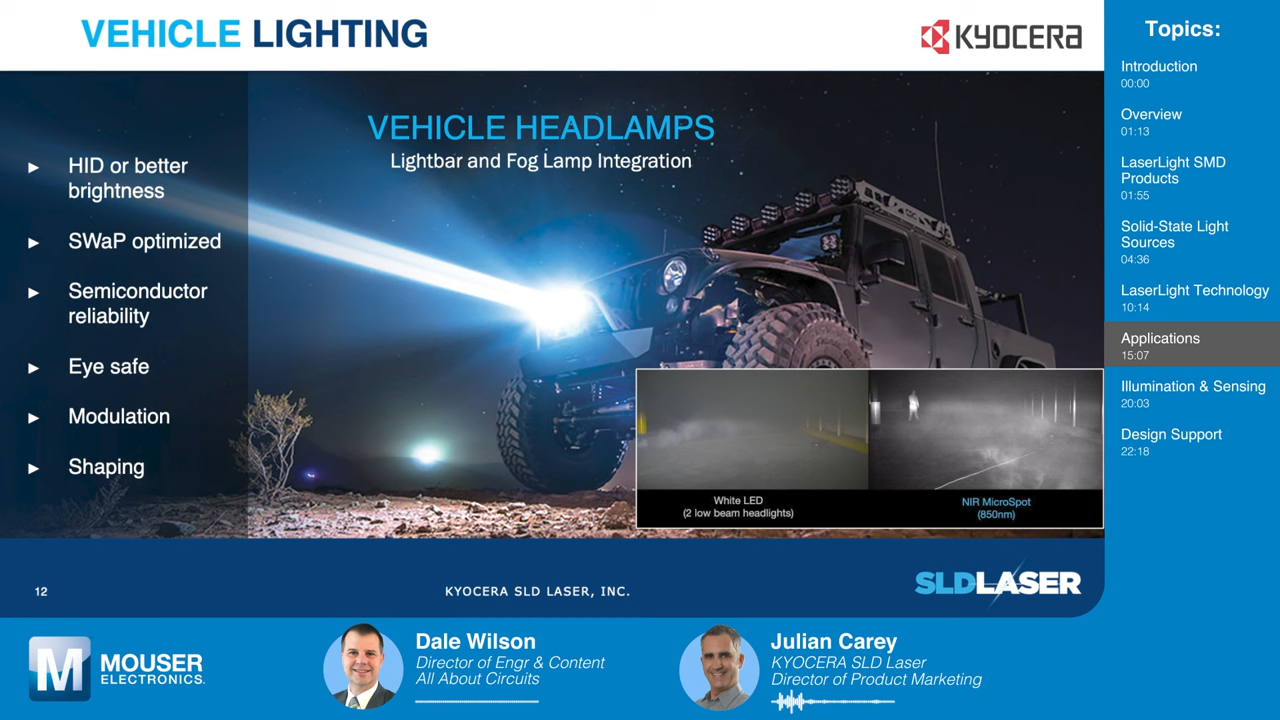 VEHICLE LIGHTING
KYOCERA
VEHICLE HEADLAMPS
Lightbar and Fog Lamp Integration
► HID or better
brightness
► SWaP optimized
► Semiconductor
reliability
► Eye safe
► Modulation
► Shaping
White LED
(2 low beam headlights)
NIR MicroSpot
(850nm)
12
KYOCERA SLD LASER, INC.
SLDLASER
Topics:
Introduction
00:00
Overview
01:13
LaserLight SMD
Products
01:55
Solid-State Light
Sources
04:36
LaserLight Technology
10:14
Applications
15:07
Illumination & Sensing
20:03
Design Support
22:18
M
MOUSER
ELECTRONICS.
Dale Wilson
Director of Engr & Content
All About Circuits
Julian Carey
KYOCERA SLD Laser
Director of Product Marketing